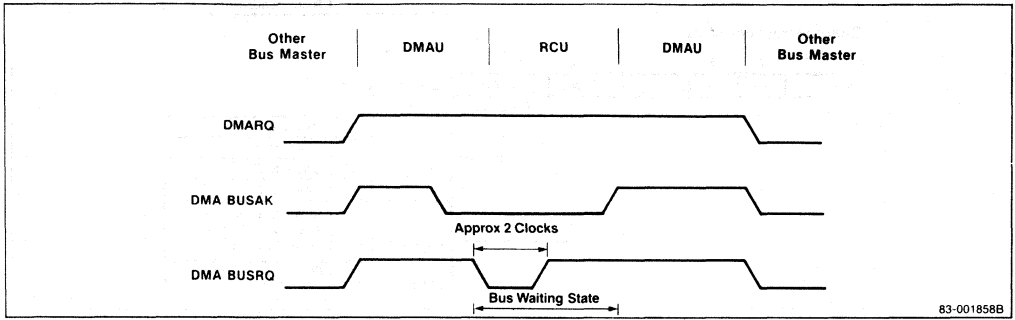 Other
Bus Master
DMAU
RCU
DMAU
Other
Bus Master
DMARQ
DMA BUSAK
Approx 2 Clocks
DMA BUSRQ
Bus Waiting State
83-001858B